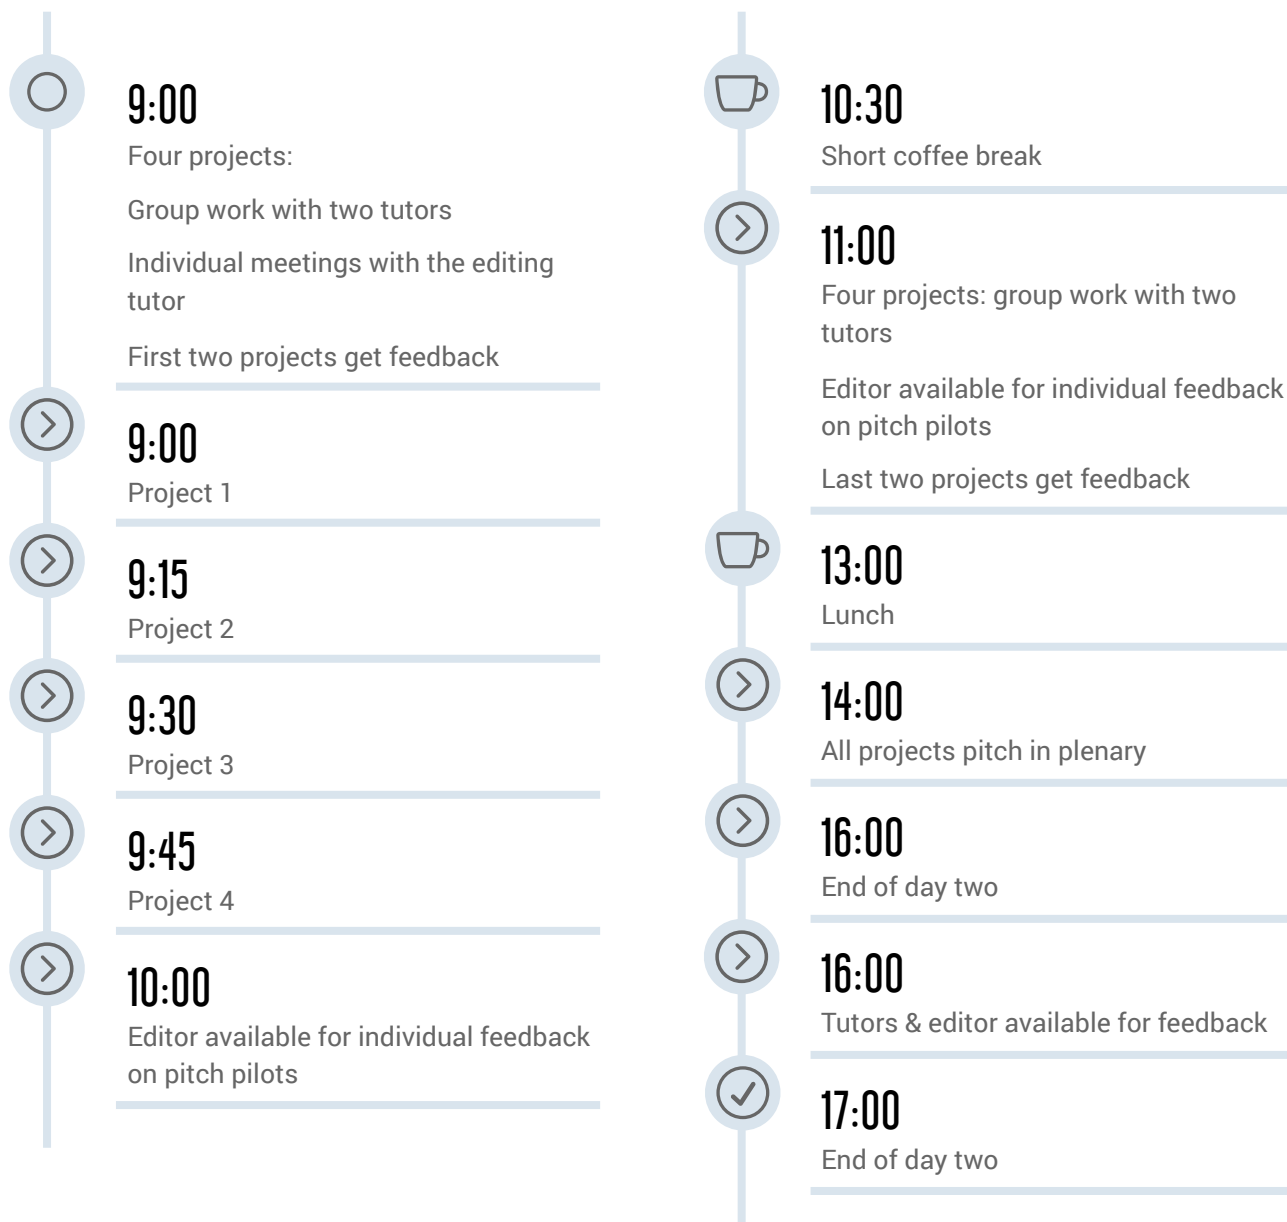 9:00
Four projects:
Group work with two tutors
Individual meetings with the editing
tutor
First two projects get feedback
9:00
Project 1
9:15
Project 2
9:30
Project 3
9:45
Project 4
10:00
Editor available for individual feedback
on pitch pilots
10:30
Short coffee break
11:00
Four projects: group work with two
tutors
Editor available for individual feedback
on pitch pilots
Last two projects get feedback
13:00
Lunch
14:00
All projects pitch in plenary
16:00
End of day two
16:00
Tutors & editor available for feedback
17:00
End of day two